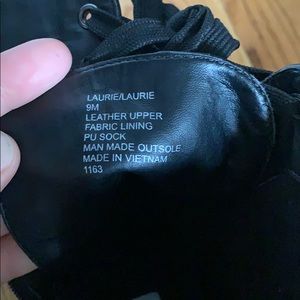 LAURIE/LAURIE
9M
LEATHER UPPER
FABRIC LINING
PU SOCK
MAN MADE OUTSOLE
MADE IN VIETNAM
1163